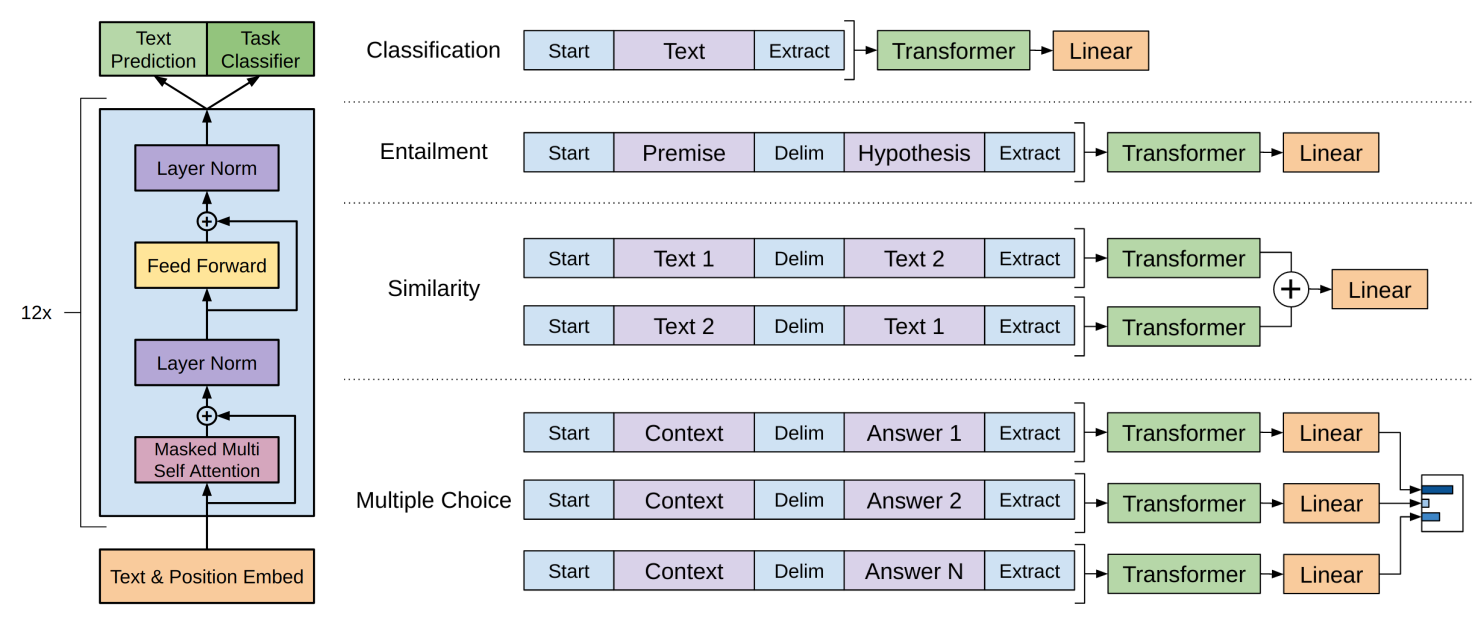 Text
Prediction
Task
Classifier
12x
Layer Norm
+
Feed Forward
Layer Norm
+
Masked Multi
Self Attention
Text & Position Embed
Classification
Start Text Extract Transformer Linear
Entailment
Start Premise Delim Hypothesis Extract Transformer Linear
Similarity
Start Text 1 Delim Text 2 Extract Transformer
Start Text 2 Delim Text 1 Extract Transformer
+ Linear
Multiple Choice
Start Context Delim Answer 1 Extract Transformer Linear
Start Context Delim Answer 2 Extract Transformer Linear
Start Context Delim Answer N Extract Transformer Linear